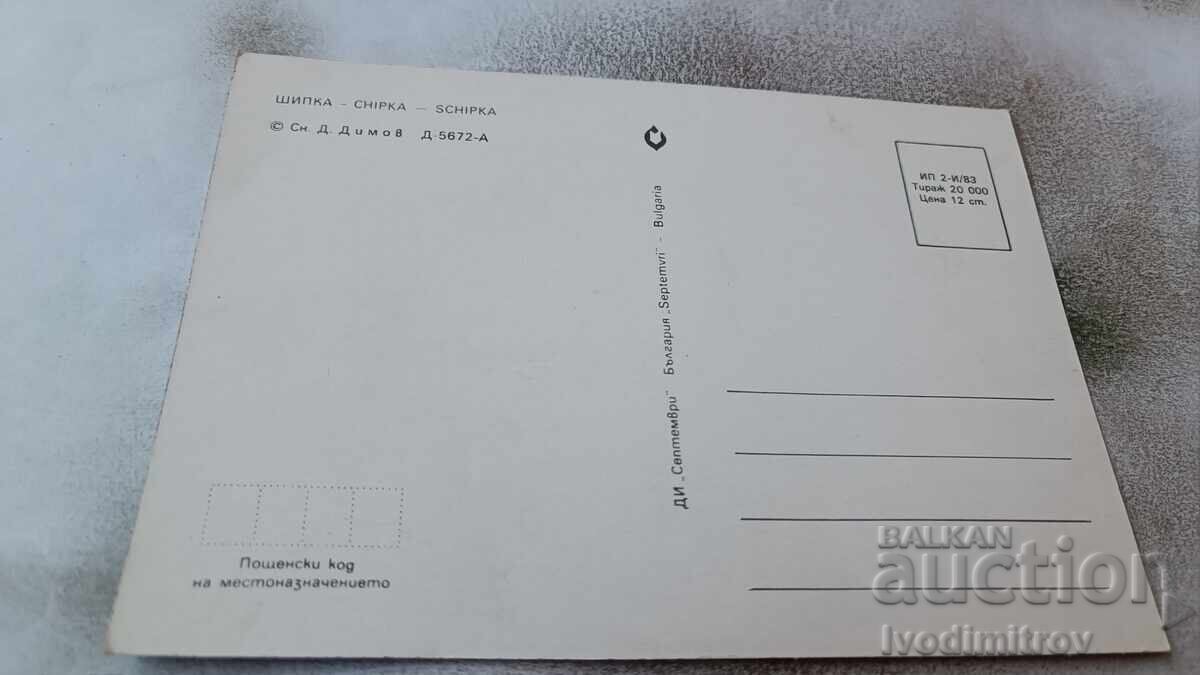 ШИПКА - CHIPKA — SCHIPKA
© Сн. Д. Димов Д-5672-А
ДИ „Септември" България „Septemvri" - Bulgaria
ИП 2-И/83
Тираж 20 000
Цена 12 ст.
Пощенски код
на местоназначението
BALKAN
auction
Ivodimitrov